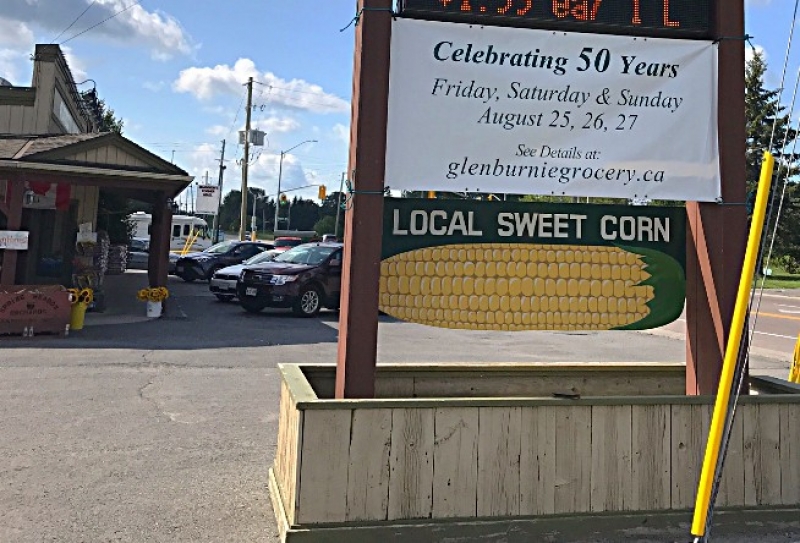 Celebrating 50 Years
Friday, Saturday & Sunday
August 25, 26, 27
See Details at:
glenburniegrocery.ca
LOCAL SWEET CORN